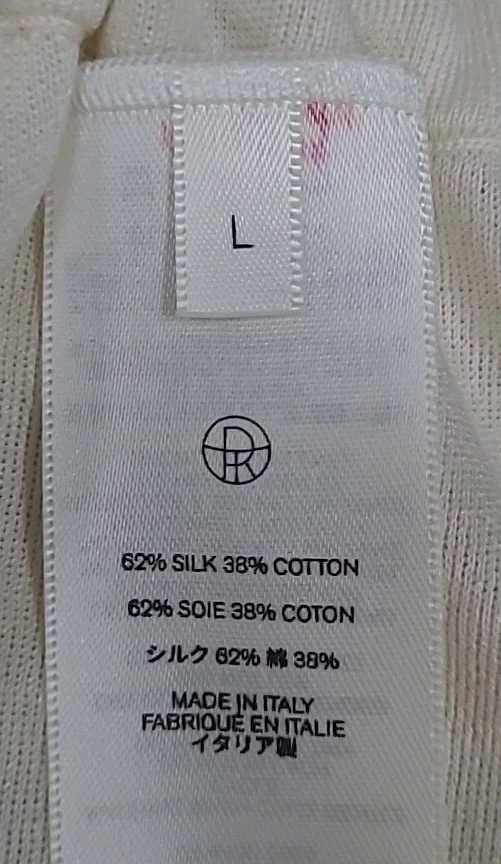 L
62% SILK 38% COTTON
62% SOIE 38% COTON
シルク 62% 綿 38%
MADE IN ITALY
FABRIQUÉ EN ITALIE
イタリア製